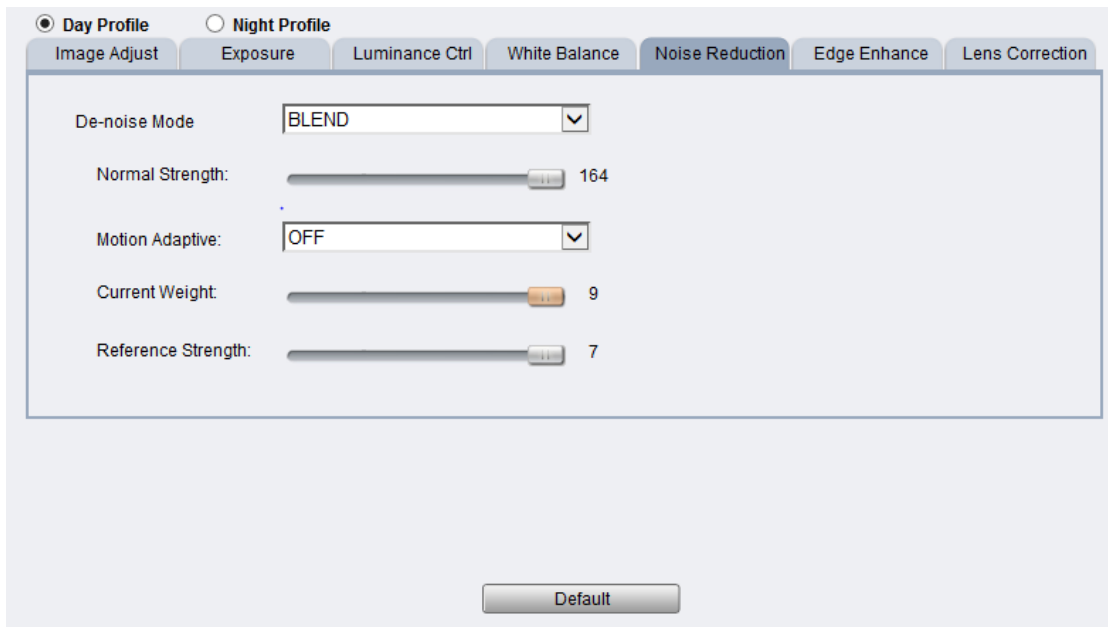 Day Profile Night Profile
Image Adjust Exposure Luminance Ctrl White Balance Noise Reduction Edge Enhance Lens Correction
De-noise Mode BLEND
Normal Strength: 164
Motion Adaptive: OFF
Current Weight: 9
Reference Strength: 7
Default